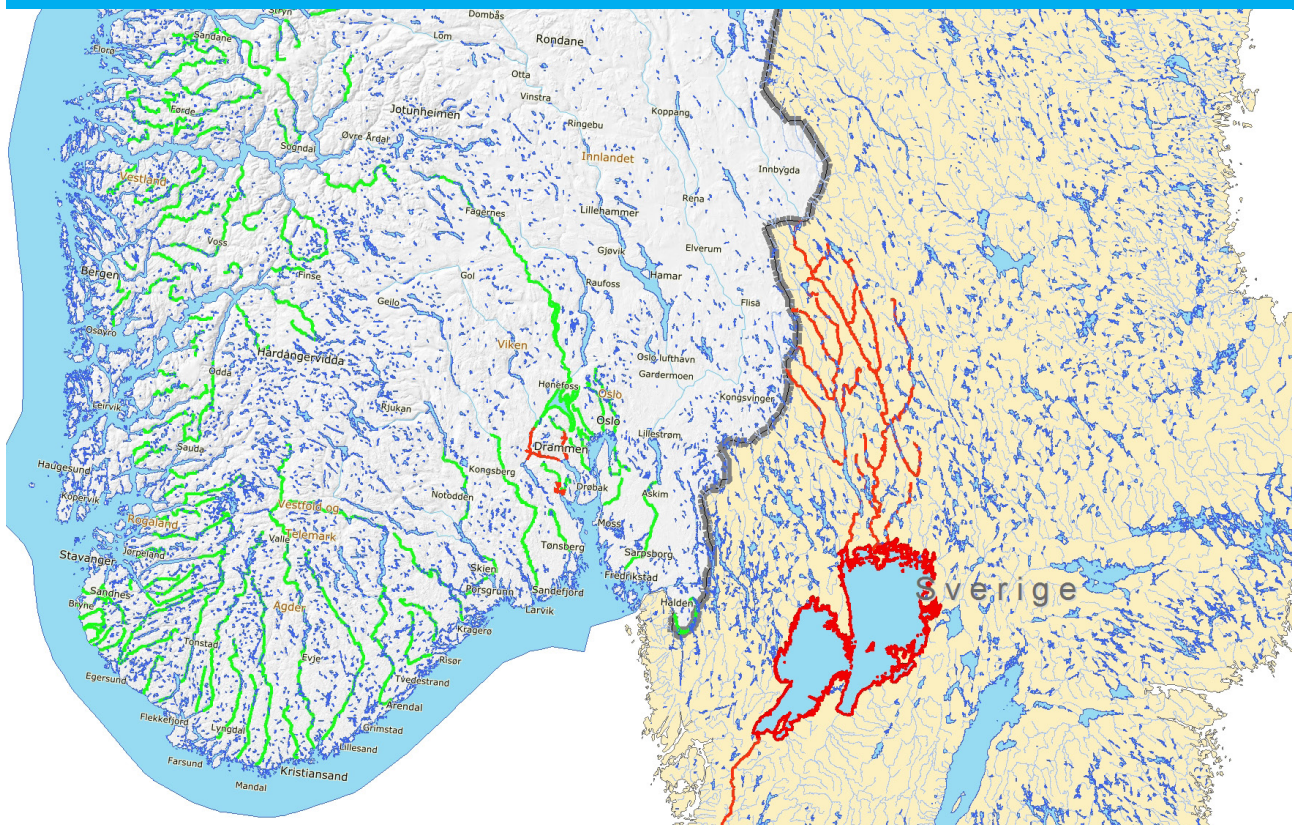 Stryn
Dombås
Sandane
Lom
Rondane
Florø
Otta
Vinstra
Førde
Jotunheimen
Koppang
Ringebu
Øvre Årdal
Sogndal
Innlandet
Innbygda
Vestland
Rena
Fagernes
Lillehammer
Voss
Gjøvik
Elverum
Bergen
Finse
Gol
Hamar
Raufoss
Geilo
Flisa
Osøyro
Viken
Hardangervidda
Oslo lufthavn
Odda
Gardermoen
Hønefoss
Oslo
Kongsvinger
Leirvik
Rjukan
Oslo
Lillestrøm
Sauda
Drammen
Haugesund
Kongsberg
Kopervik
Notodden
Drøbak
Askim
Vestfold og
Telemark
Rogaland
Moss
Valle
Stavanger
Jørpeland
Tønsberg
Sarpsborg
Skien
Fredrikstad
Sandnes
Porsgrunn
Sandefjord
Sverige
Bryne
Agder
Larvik
Halden
Kragerø
Tonstad
Evje
Risør
Egersund
Tvedestrand
Arendal
Flekkefjord
Lyngdal
Grimstad
Lillesand
Farsund
Kristiansand
Mandal